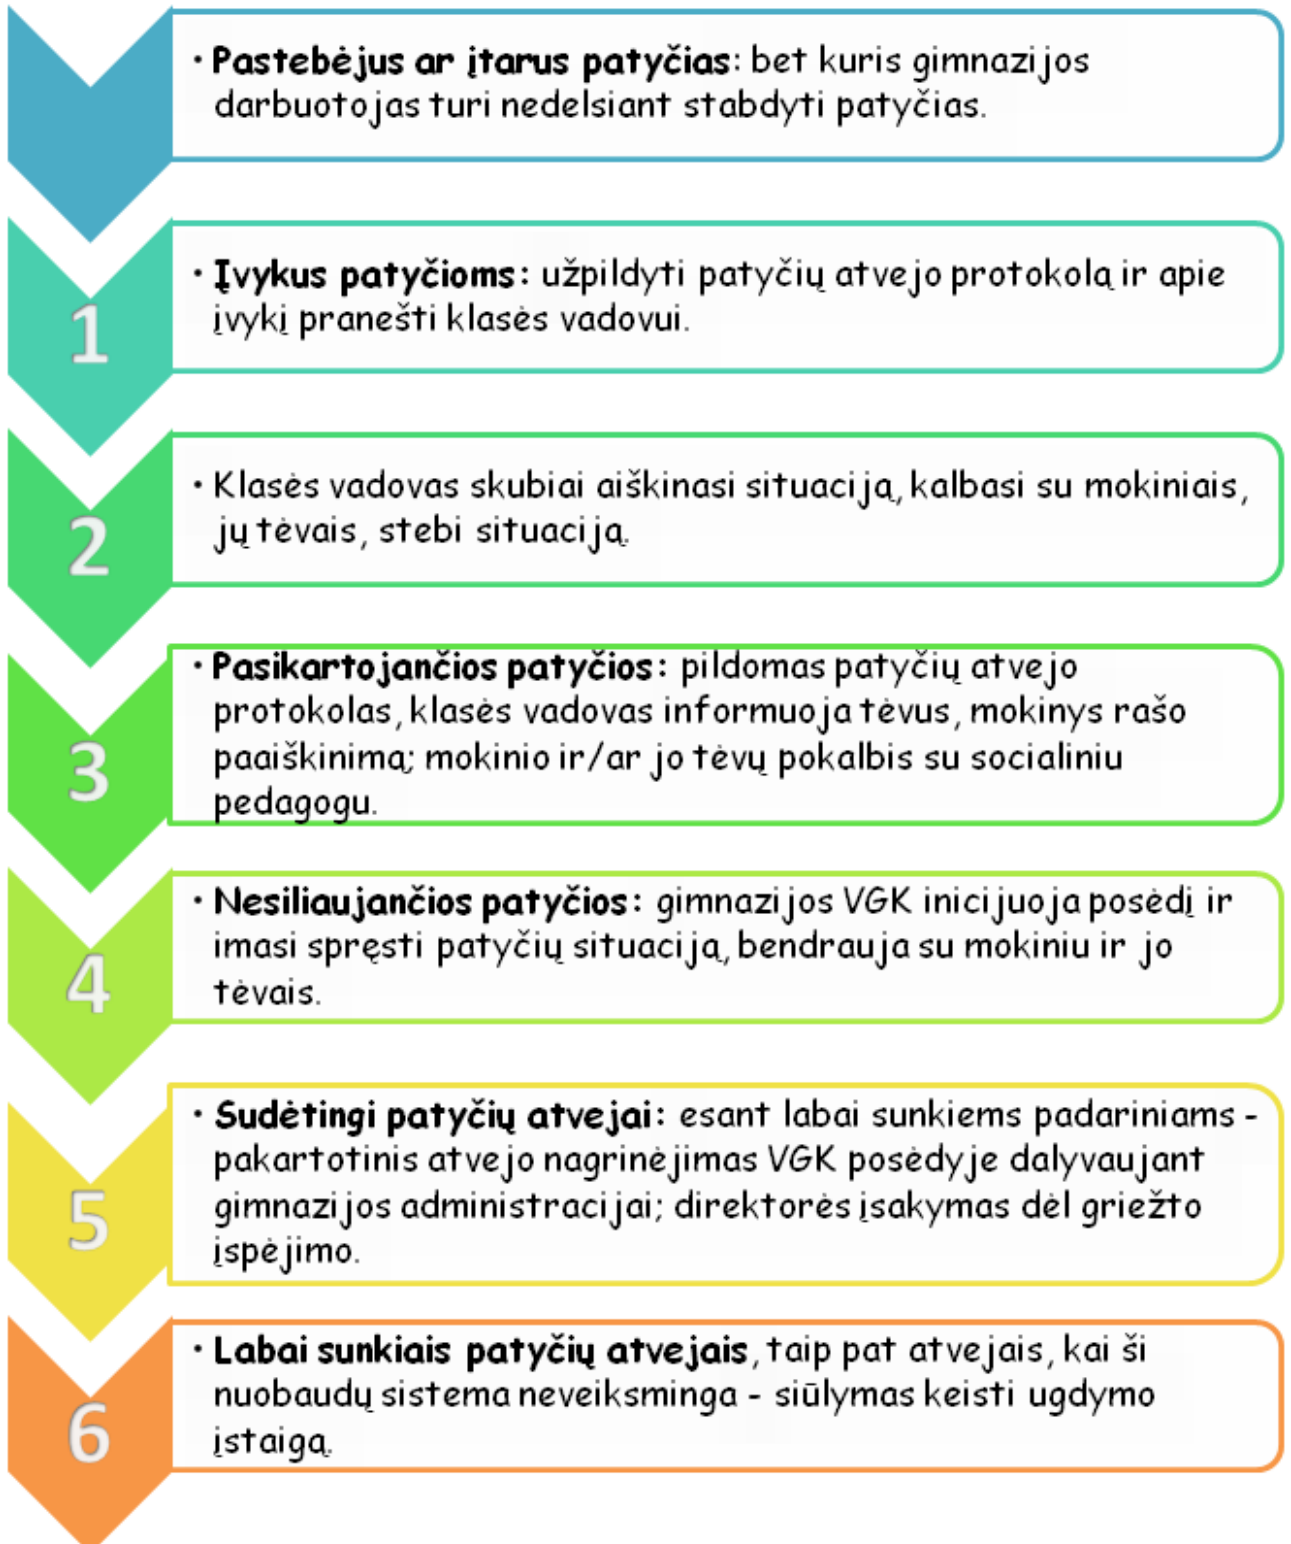 • Pastebėjus ar įtarus patyčias: bet kuris gimnazijos
darbuotojas turi nedelsiant stabdyti patyčias.
1
• Įvykus patyčioms: užpildyti patyčių atvejo protokolą ir apie
įvykį pranešti klasės vadovui.
2
• Klasės vadovas skubiai aiškinasi situaciją, kalbasi su mokiniais,
jų tėvais, stebi situaciją.
3
• Pasikartojančios patyčios: pildomas patyčių atvejo
protokolas, klasės vadovas informuoja tėvus, mokinys rašo
paaiškinimą; mokinio ir/ar jo tėvų pokalbis su socialiniu
pedagogu.
4
• Nesiliaujančios patyčios: gimnazijos VGK inicijuoja posėdį ir
imasi spręsti patyčių situaciją, bendrauja su mokiniu ir jo
tėvais.
5
• Sudėtingi patyčių atvejai: esant labai sunkiems padariniams -
pakartotinis atvejo nagrinėjimas VGK posėdyje dalyvaujant
gimnazijos administracijai; direktorės įsakymas dėl griežto
įspėjimo.
6
• Labai sunkiais patyčių atvejais, taip pat atvejais, kai ši
nuobaudų sistema neveiksminga - siūlymas keisti ugdymo
įstaigą.